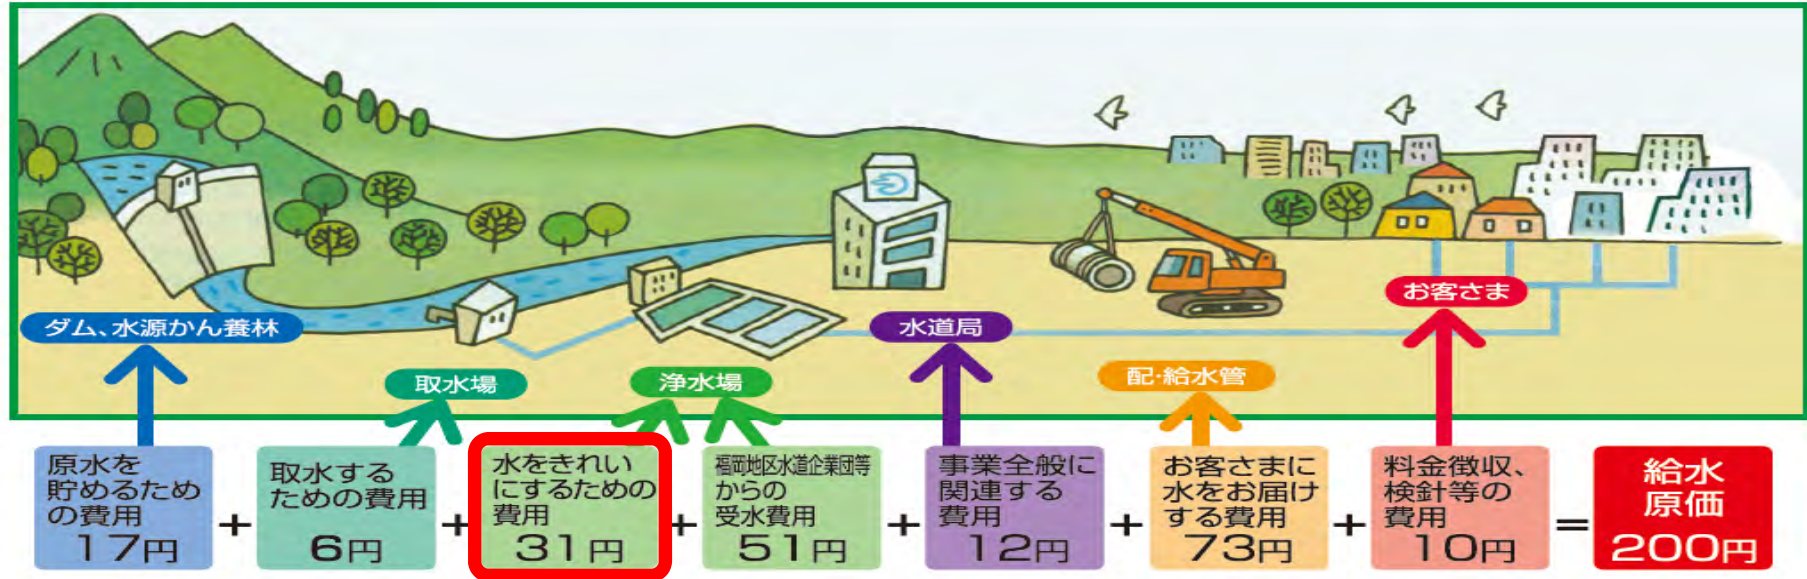 ダム、水源かん養林
取水場
浄水場
水道局
配・給水管
お客さま
原水を
貯めるため
の費用
17円
+
取水する
ための費用
6円
+
水をきれい
にするための
費用
31円
+
福岡地区水道企業団等
からの
受水費用
51円
+
事業全般に
関連する
費用
12円
+
お客さまに
水をお届け
する費用
73円
+
料金徴収、
検針等の
費用
10円
=
給水
原価
200円